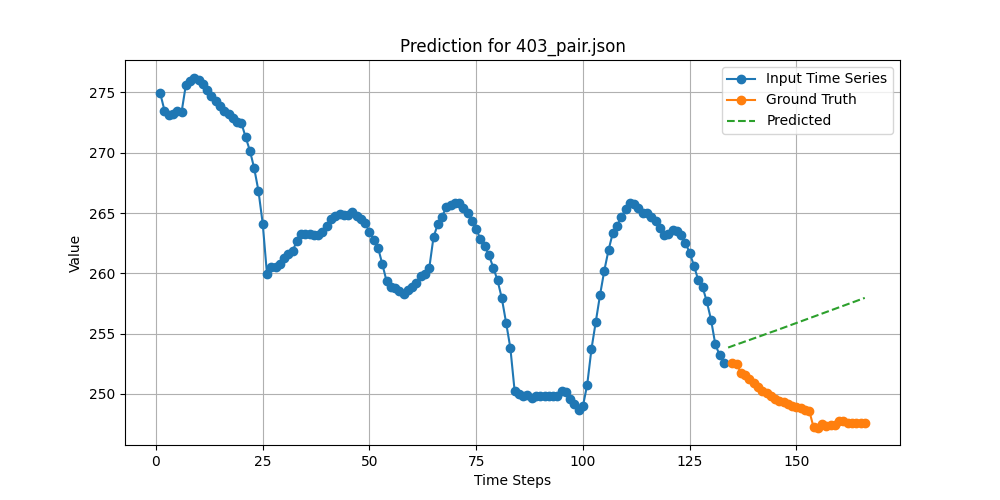 Prediction for 403_pair.json
Input Time Series
Ground Truth
Predicted
Value
275
270
265
260
255
250
0 25 50 75 100 125 150
Time Steps